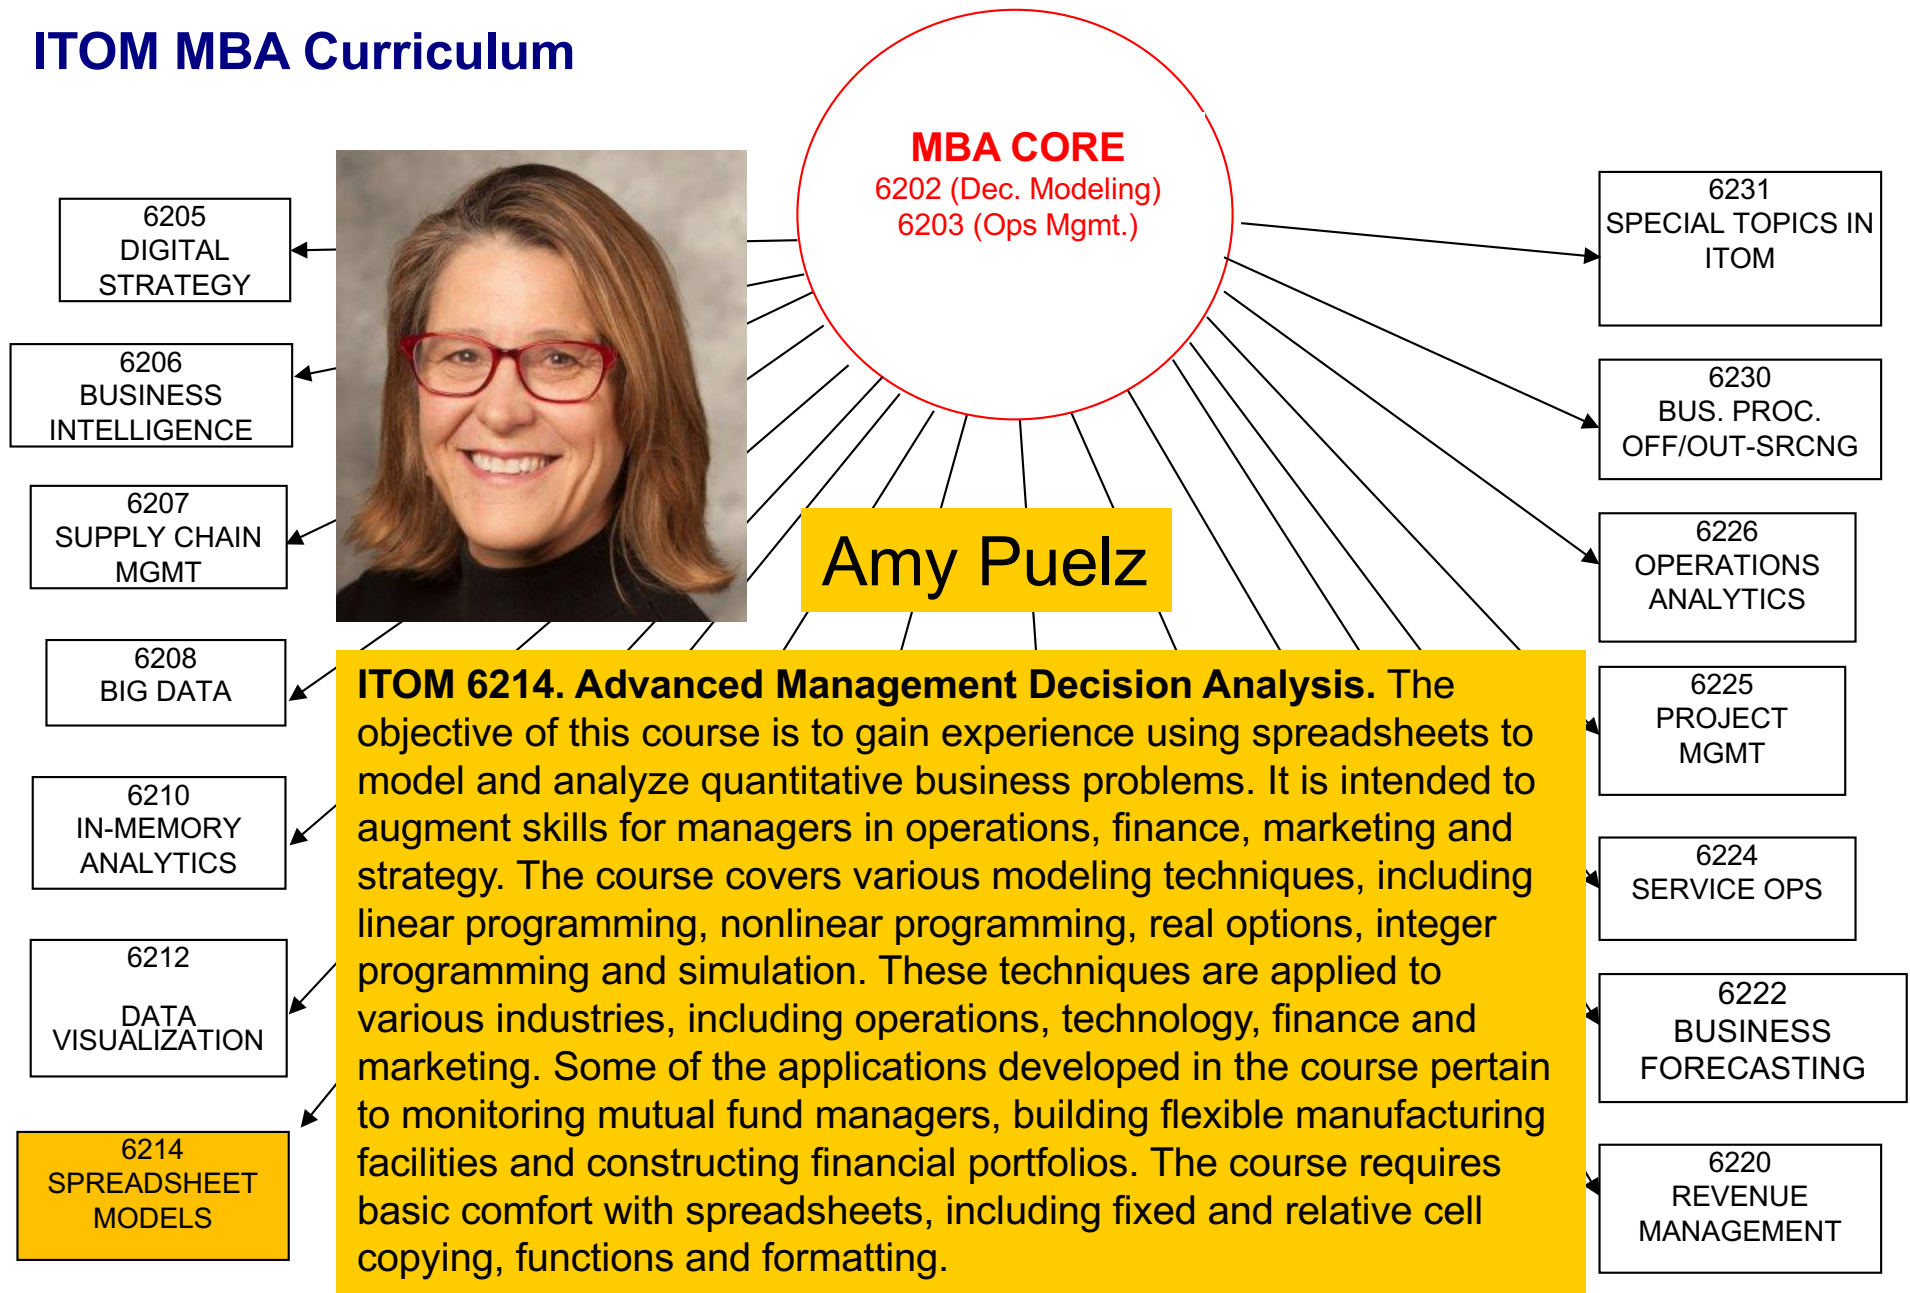 ITOM MBA Curriculum
MBA CORE
6202 (Dec. Modeling)
6203 (Ops Mgmt.)
6205
DIGITAL
STRATEGY
6206
BUSINESS
INTELLIGENCE
6207
SUPPLY CHAIN
MGMT
6208
BIG DATA
6210
IN-MEMORY
ANALYTICS
6212
DATA
VISUALIZATION
6214
SPREADSHEET
MODELS
Amy Puelz
ITOM 6214. Advanced Management Decision Analysis. The
objective of this course is to gain experience using spreadsheets to
model and analyze quantitative business problems. It is intended to
augment skills for managers in operations, finance, marketing and
strategy. The course covers various modeling techniques, including
linear programming, nonlinear programming, real options, integer
programming and simulation. These techniques are applied to
various industries, including operations, technology, finance and
marketing. Some of the applications developed in the course pertain
to monitoring mutual fund managers, building flexible manufacturing
facilities and constructing financial portfolios. The course requires
basic comfort with spreadsheets, including fixed and relative cell
copying, functions and formatting.
6231
SPECIAL TOPICS IN
ITOM
6230
BUS. PROC.
OFF/OUT-SRCNG
6226
OPERATIONS
ANALYTICS
6225
PROJECT
MGMT
6224
SERVICE OPS
6222
BUSINESS
FORECASTING
6220
REVENUE
MANAGEMENT